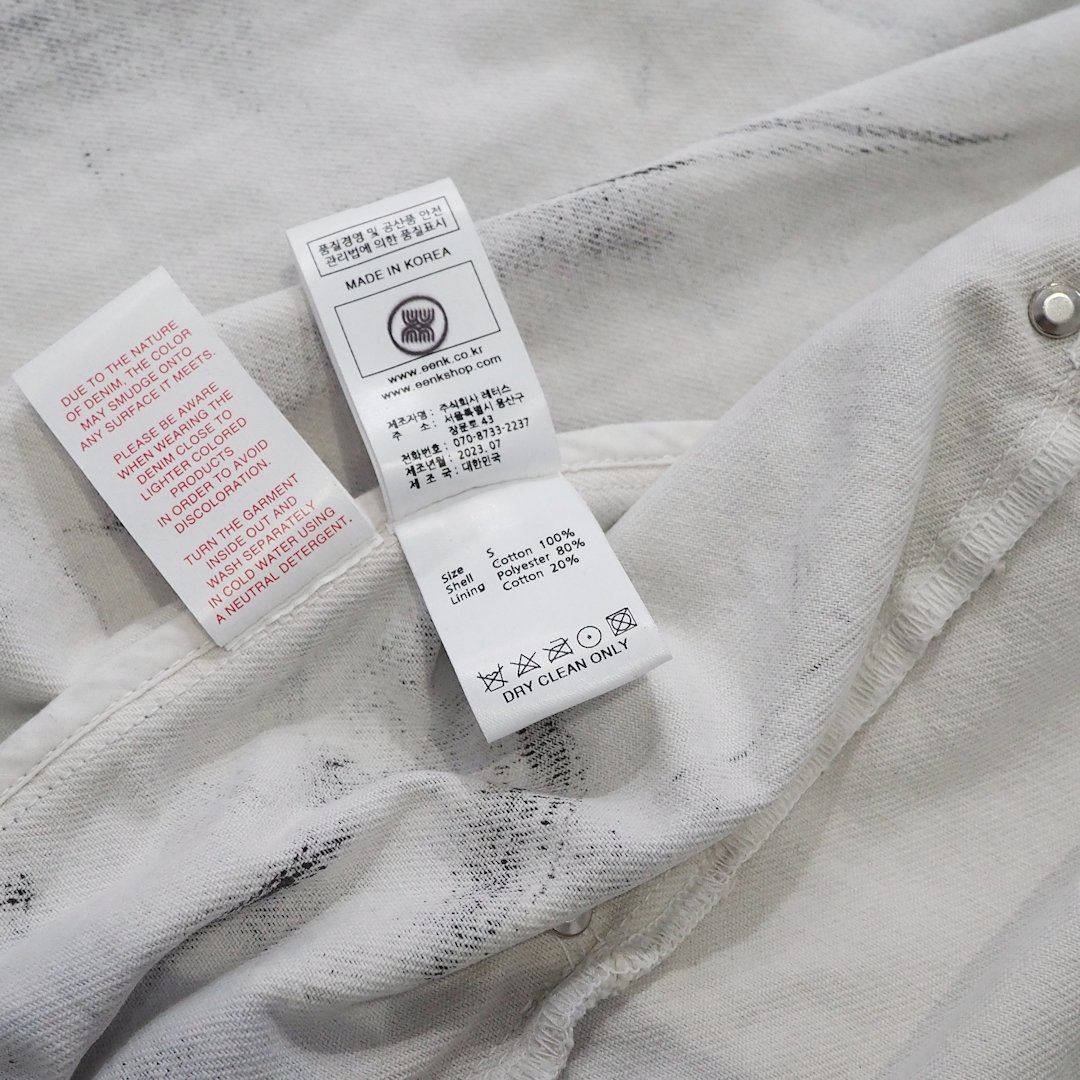 DUE TO THE NATURE
OF DENIM, THE COLOR
MAY SMUDGE ONTO
ANY SURFACE IT MEETS.
PLEASE BE AWARE
WHEN WEARING THE
DENIM CLOSE TO
LIGHTER COLORED
PRODUCTS
IN ORDER TO AVOID
DISCOLORATION.
TURN THE GARMENT
INSIDE OUT AND
WASH SEPARATELY
IN COLD WATER USING
A NEUTRAL DETERGENT.
품질경영 및 공산품 안전
관리법에 의한 품질표시
MADE IN KOREA
www.eenk.co.kr
www.eenkshop.com
제조자명 : 주식회사 레터스
주 소 : 서울특별시 용산구
장문로 43
전화번호 : 070-8733-2237
제조년월 : 2023.07
제 조 국 : 대한민국
Size S
Shell Cotton 100%
Lining Polyester 80%
Cotton 20%
DRY CLEAN ONLY